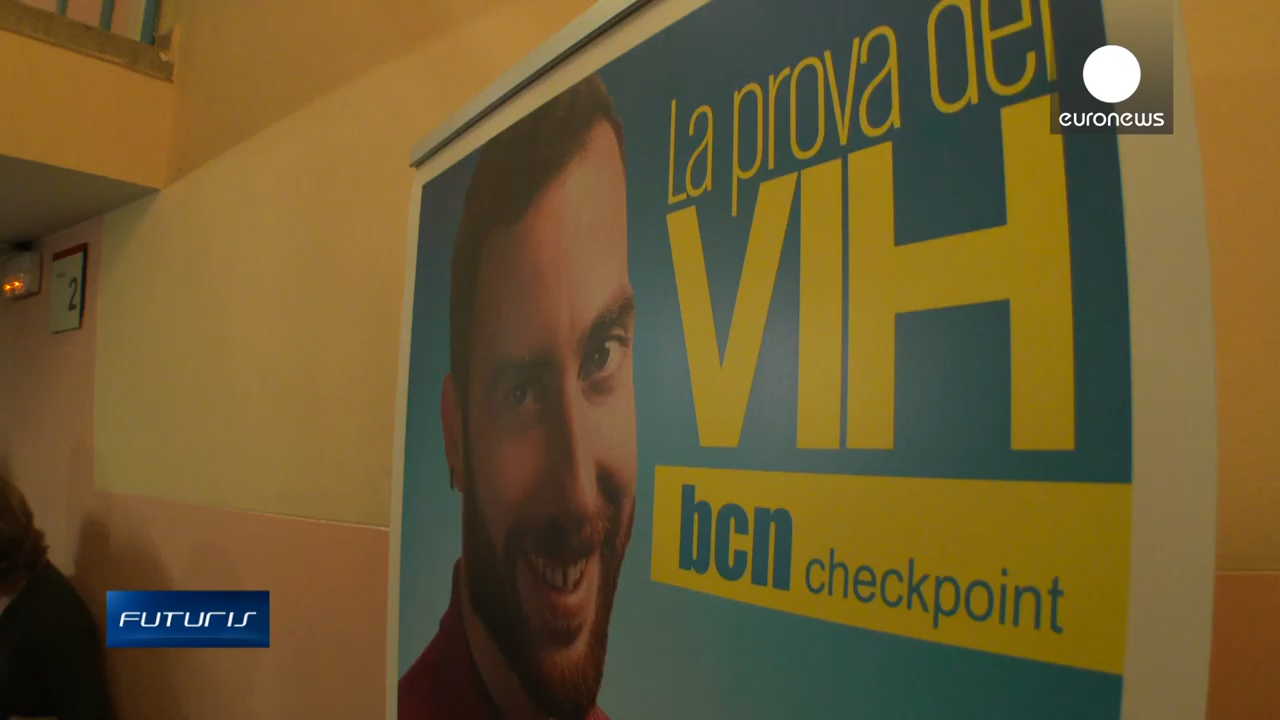 La prova del
VIH
bcn checkpoint
euronews
2
FUTURIS